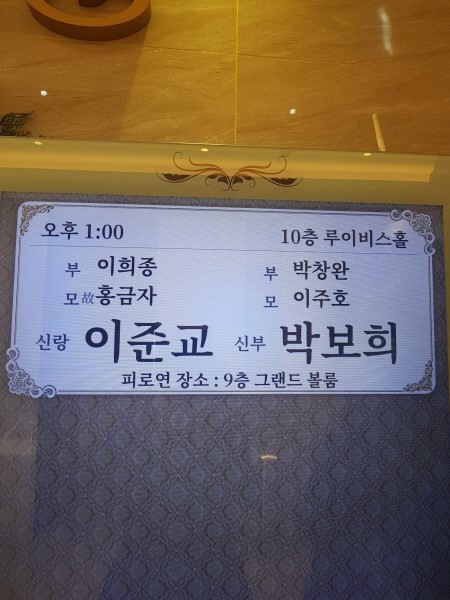 오후 1:00 10층 루이비스홀
부 이희종 부 박창완
모 故홍금자 모 이주호
신랑 이준교 신부 박보희
피로연 장소 : 9층 그랜드 볼룸